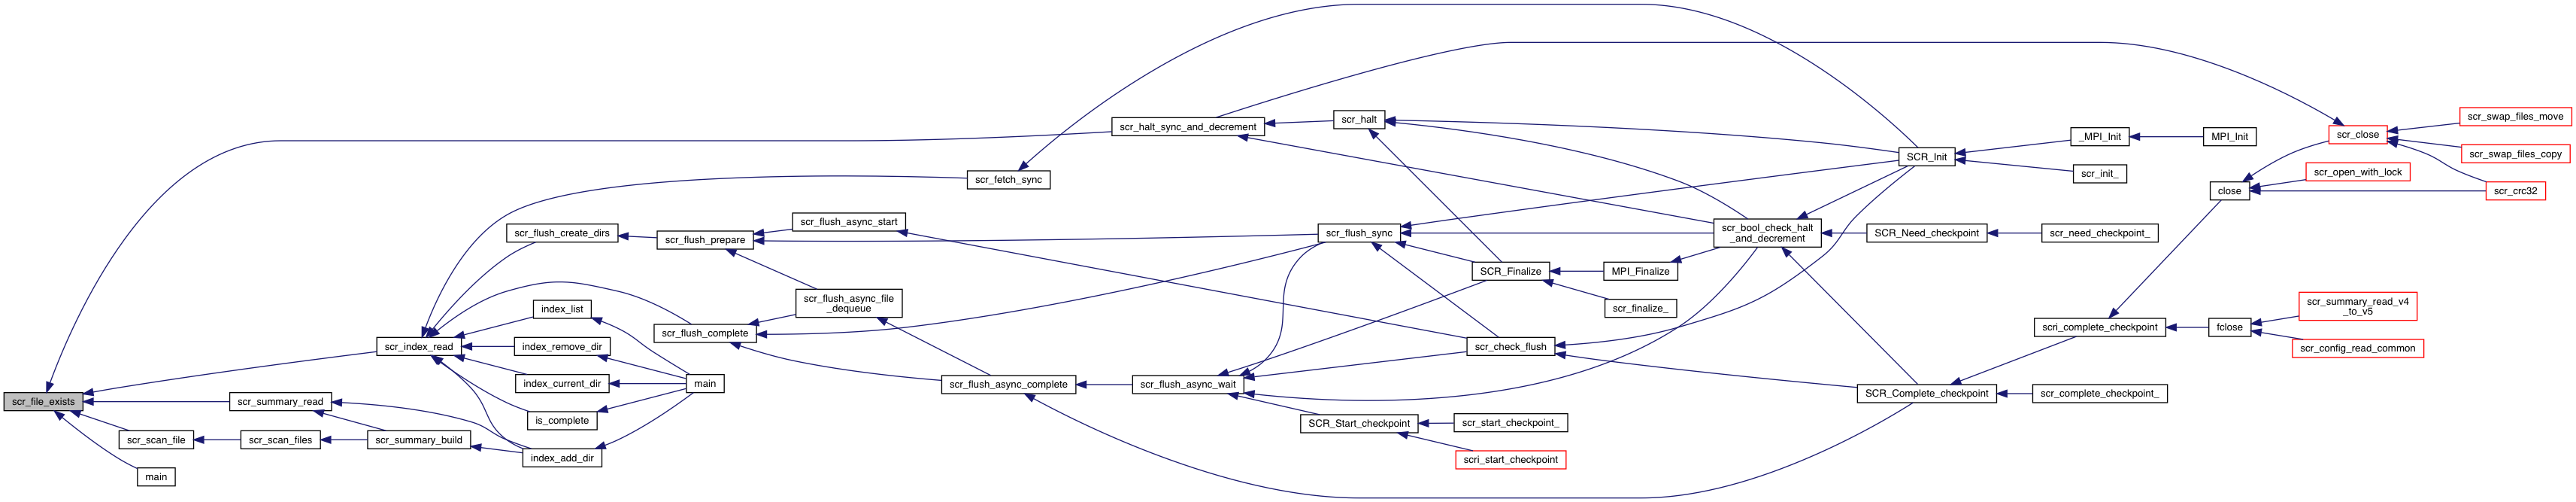 scr_file_exists
scr_halt_sync_and_decrement
scr_index_read
scr_summary_read
scr_scan_file
main
scr_scan_files
scr_summary_build
scr_fetch_sync
scr_flush_create_dirs
scr_flush_prepare
scr_flush_async_start
scr_flush_async_file
_dequeue
scr_flush_complete
index_list
index_remove_dir
index_current_dir
is_complete
index_add_dir
main
scr_flush_async_complete
scr_flush_async_wait
scr_halt
scr_flush_sync
SCR_Finalize
scr_check_flush
SCR_Start_checkpoint
scr_start_checkpoint_
scri_start_checkpoint
MPI_Finalize
scr_finalize_
scr_bool_check_halt
_and_decrement
SCR_Init
_MPI_Init
MPI_Init
scr_init_
SCR_Need_checkpoint
scr_need_checkpoint_
SCR_Complete_checkpoint
scr_complete_checkpoint_
scri_complete_checkpoint
close
fclose
scr_close
scr_open_with_lock
scr_swap_files_move
scr_swap_files_copy
scr_crc32
scr_summary_read_v4
_to_v5
scr_config_read_common